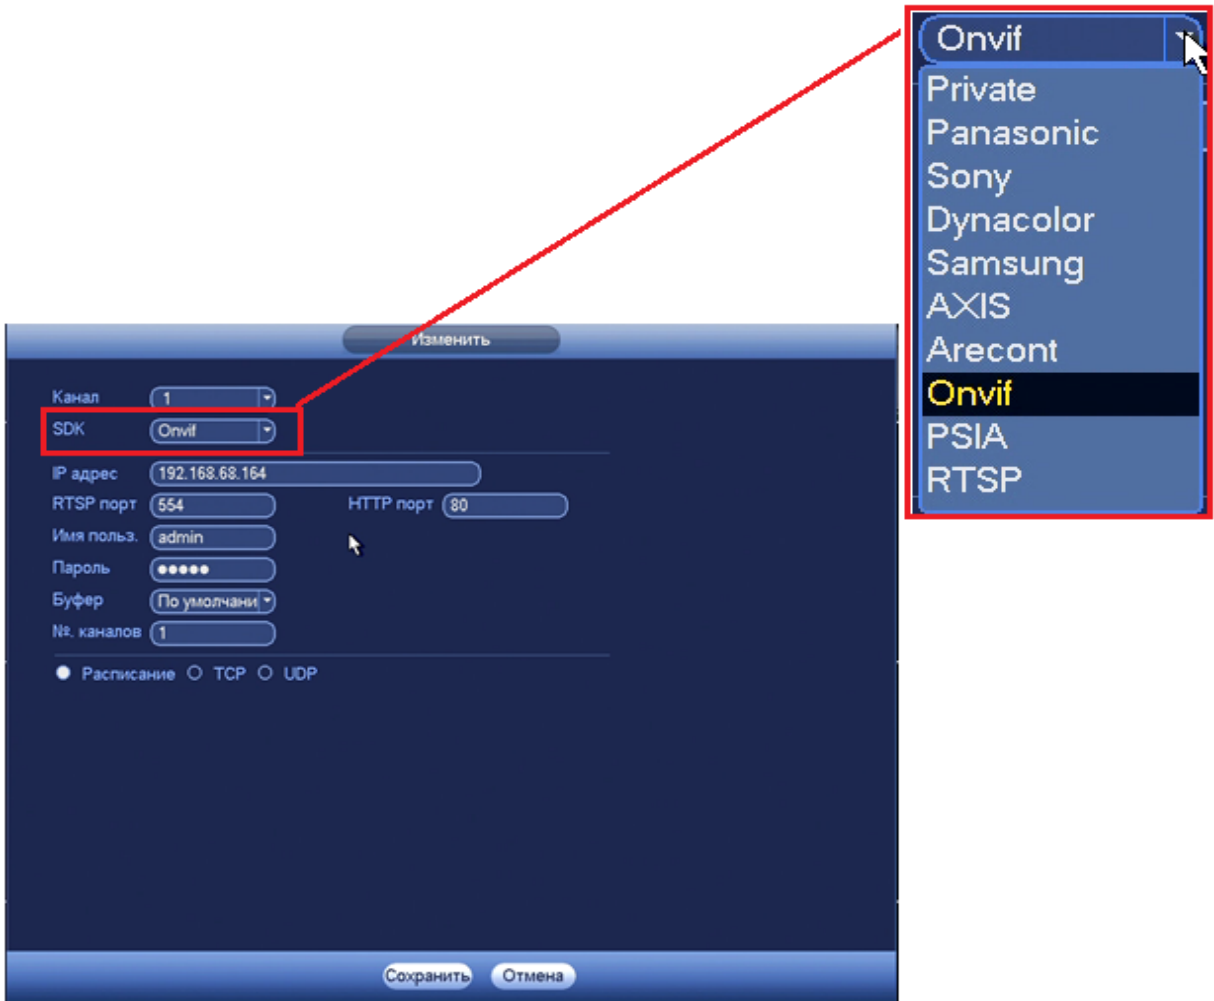 Onvif
Private
Panasonic
Sony
Dynacolor
Samsung
AXIS
Arecont
Onvif
PSIA
RTSP
Изменить
Канал 1
SDK Onvif
IP адрес 192.168.68.164
RTSP порт 554 HTTP порт 80
Имя польз. admin
Пароль •••••
Буфер По умолчани
№. каналов 1
Расписание TCP UDP
Сохранить Отмена